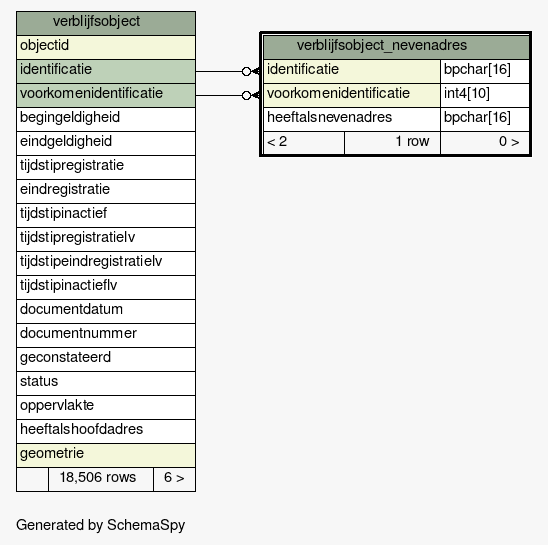 verblijfsobject
objectid
identificatie
voorkomenidentificatie
begingeldigheid
eindgeldigheid
tijdstipregistratie
eindregistratie
tijdstipinactief
tijdstipregistratielv
tijdstipeindregistratielv
tijdstipinactieflv
documentdatum
documentnummer
geconstateerd
status
oppervlakte
heeftalshoofdadres
geometrie
18,506 rows 6 >
verblijfsobject_nevenadres
identificatie bpchar[16]
voorkomenidentificatie int4[10]
heeftalsnevenadres bpchar[16]
< 2 1 row 0 >
Generated by SchemaSpy